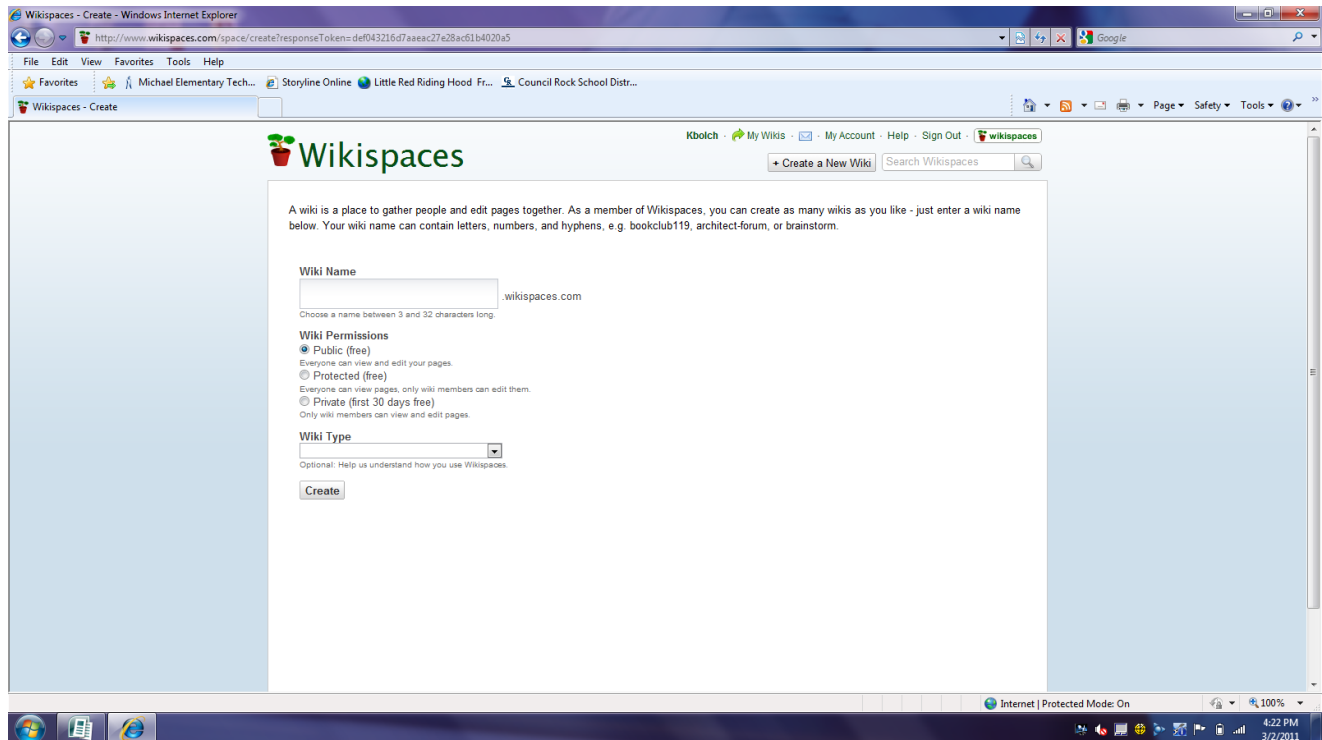 Wikispaces - Create - Windows Internet Explorer
http://www.wikispaces.com/space/create?responseToken=def043216d7aaeac27e28ac61b4020a5
Google
File Edit View Favorites Tools Help
Favorites Michael Elementary Tech... Storyline Online Little Red Riding Hood Fr... Council Rock School Distr...
Wikispaces - Create
Page Safety Tools
Kbolch · My Wikis · · My Account · Help · Sign Out · wikispaces
Wikispaces
+ Create a New Wiki Search Wikispaces
A wiki is a place to gather people and edit pages together. As a member of Wikispaces, you can create as many wikis as you like - just enter a wiki name
below. Your wiki name can contain letters, numbers, and hyphens, e.g. bookclub119, architect-forum, or brainstorm.
Wiki Name
.wikispaces.com
Choose a name between 3 and 32 characters long.
Wiki Permissions
Public (free)
Everyone can view and edit your pages.
Protected (free)
Everyone can view pages, only wiki members can edit them.
Private (first 30 days free)
Only wiki members can view and edit pages.
Wiki Type
Optional: Help us understand how you use Wikispaces.
Create
Internet | Protected Mode: On
100%
4:22 PM
3/2/2011